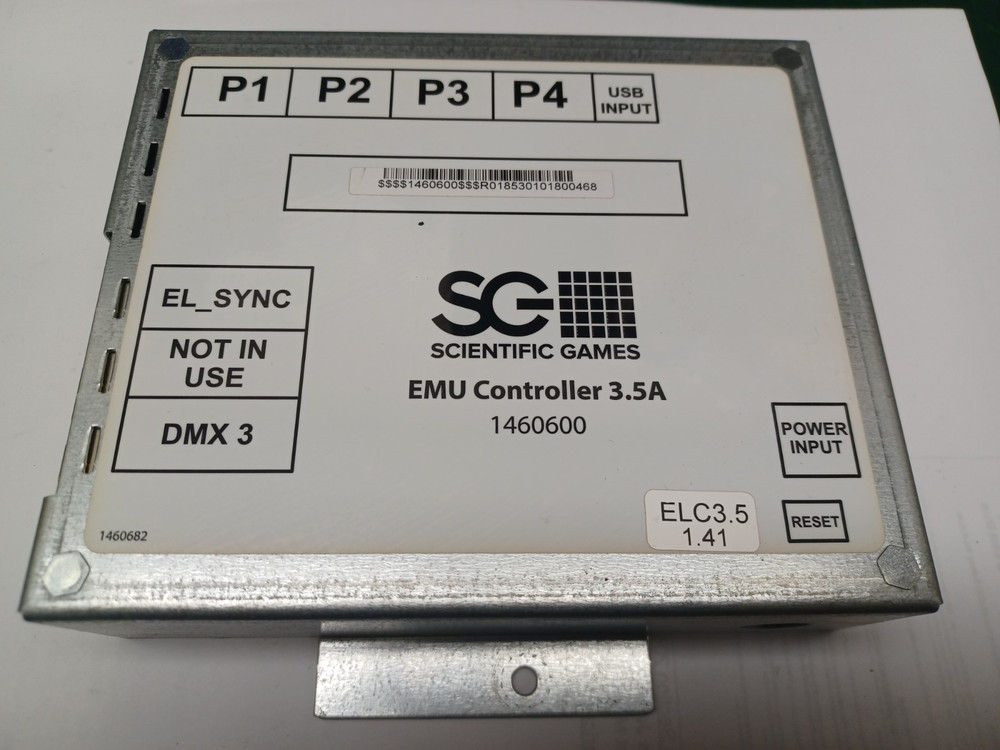 P1 P2 P3 P4 USB INPUT
$$$$1460600$$$R018530101800468
EL_SYNC
NOT IN
USE
DMX 3
SG
SCIENTIFIC GAMES
EMU Controller 3.5A
1460600
POWER
INPUT
ELC3.5
1.41
RESET
1460682